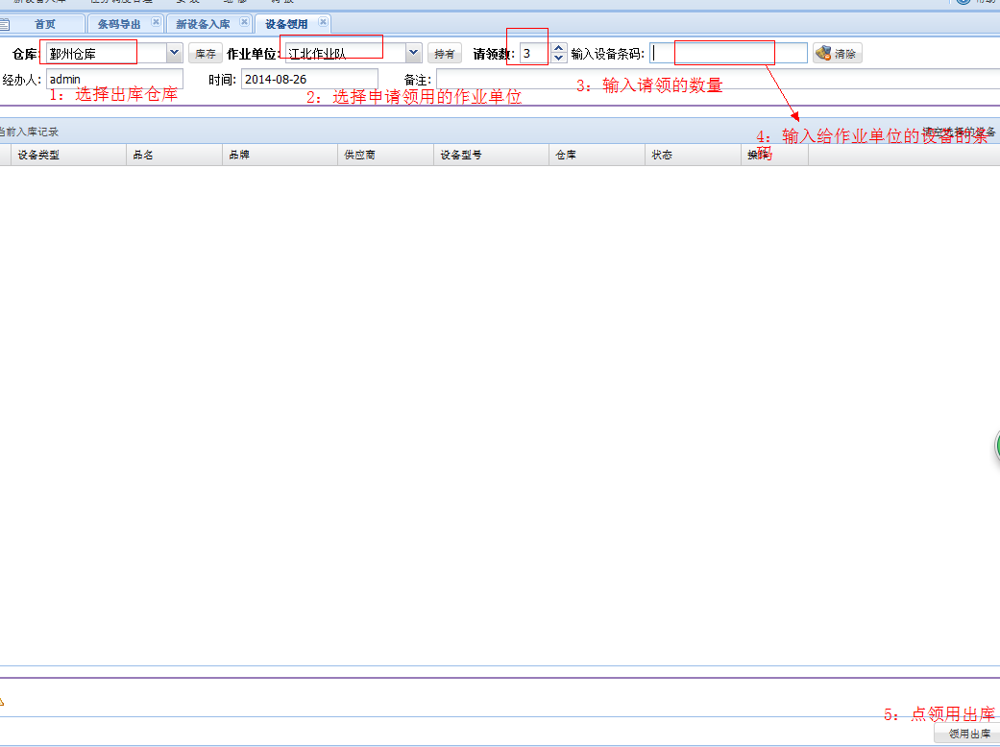 首页 条码导出 新设备入库 设备领用
仓库: 鄞州仓库 库存 作业单位: 江北作业队 持有 请领数: 3 输入设备条码: 清除
经办人: admin 时间: 2014-08-26 备注:
1：选择出库仓库
2：选择申请领用的作业单位
3：输入请领的数量
4：输入给作业单位的设备的条
码
当前入库记录
设备类型 品名 品牌 供应商 设备型号 仓库 状态 操作
5：点领用出库
领用出库